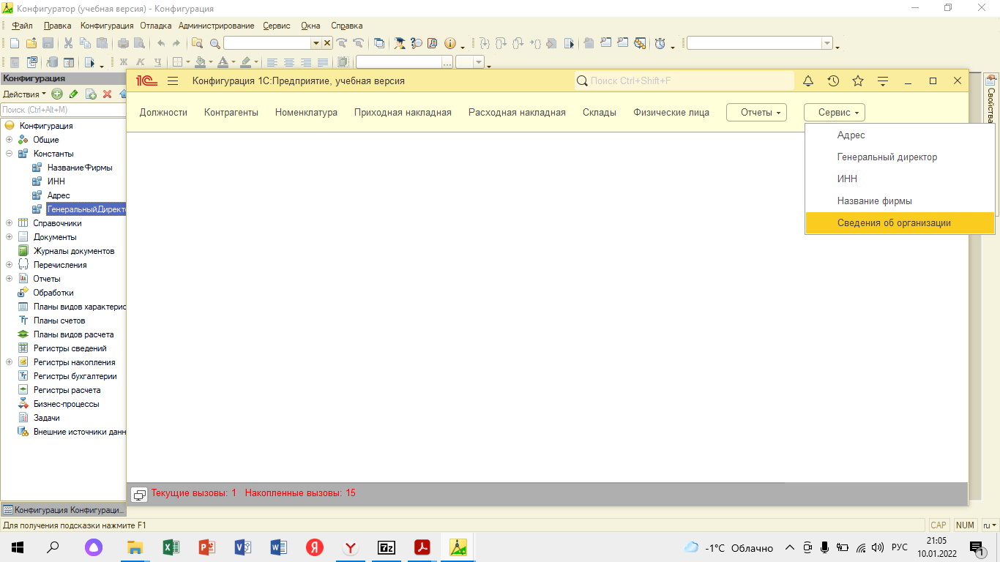 Конфигуратор (учебная версия) - Конфигурация
Файл Правка Конфигурация Отладка Администрирование Сервис Окна Справка
Ж К Ч
Конфигурация
1С Конфигурация 1С:Предприятие, учебная версия Поиск Ctrl+Shift+F
Действия
Поиск (Ctrl+Alt+M)
Должности Контрагенты Номенклатура Приходная накладная Расходная накладная Склады Физические лица Отчеты Сервис
Свойства
Адрес
Генеральный директор
ИНН
Название фирмы
Сведения об организации
Конфигурация
Общие
Константы
НазваниеФирмы
ИНН
Адрес
ГенеральныйДирект
Справочники
Документы
Журналы документов
Перечисления
Отчеты
Обработки
Планы видов характерис
Планы счетов
Планы видов расчета
Регистры сведений
Регистры накопления
Регистры бухгалтерии
Регистры расчета
Бизнес-процессы
Задачи
Внешние источники данн
Текущие вызовы: 1 Накопленные вызовы: 15
Конфигурация Конфигураци...
Для получения подсказки нажмите F1
CAP NUM ru
-1°C Облачно РУС 21:05
10.01.2022
1